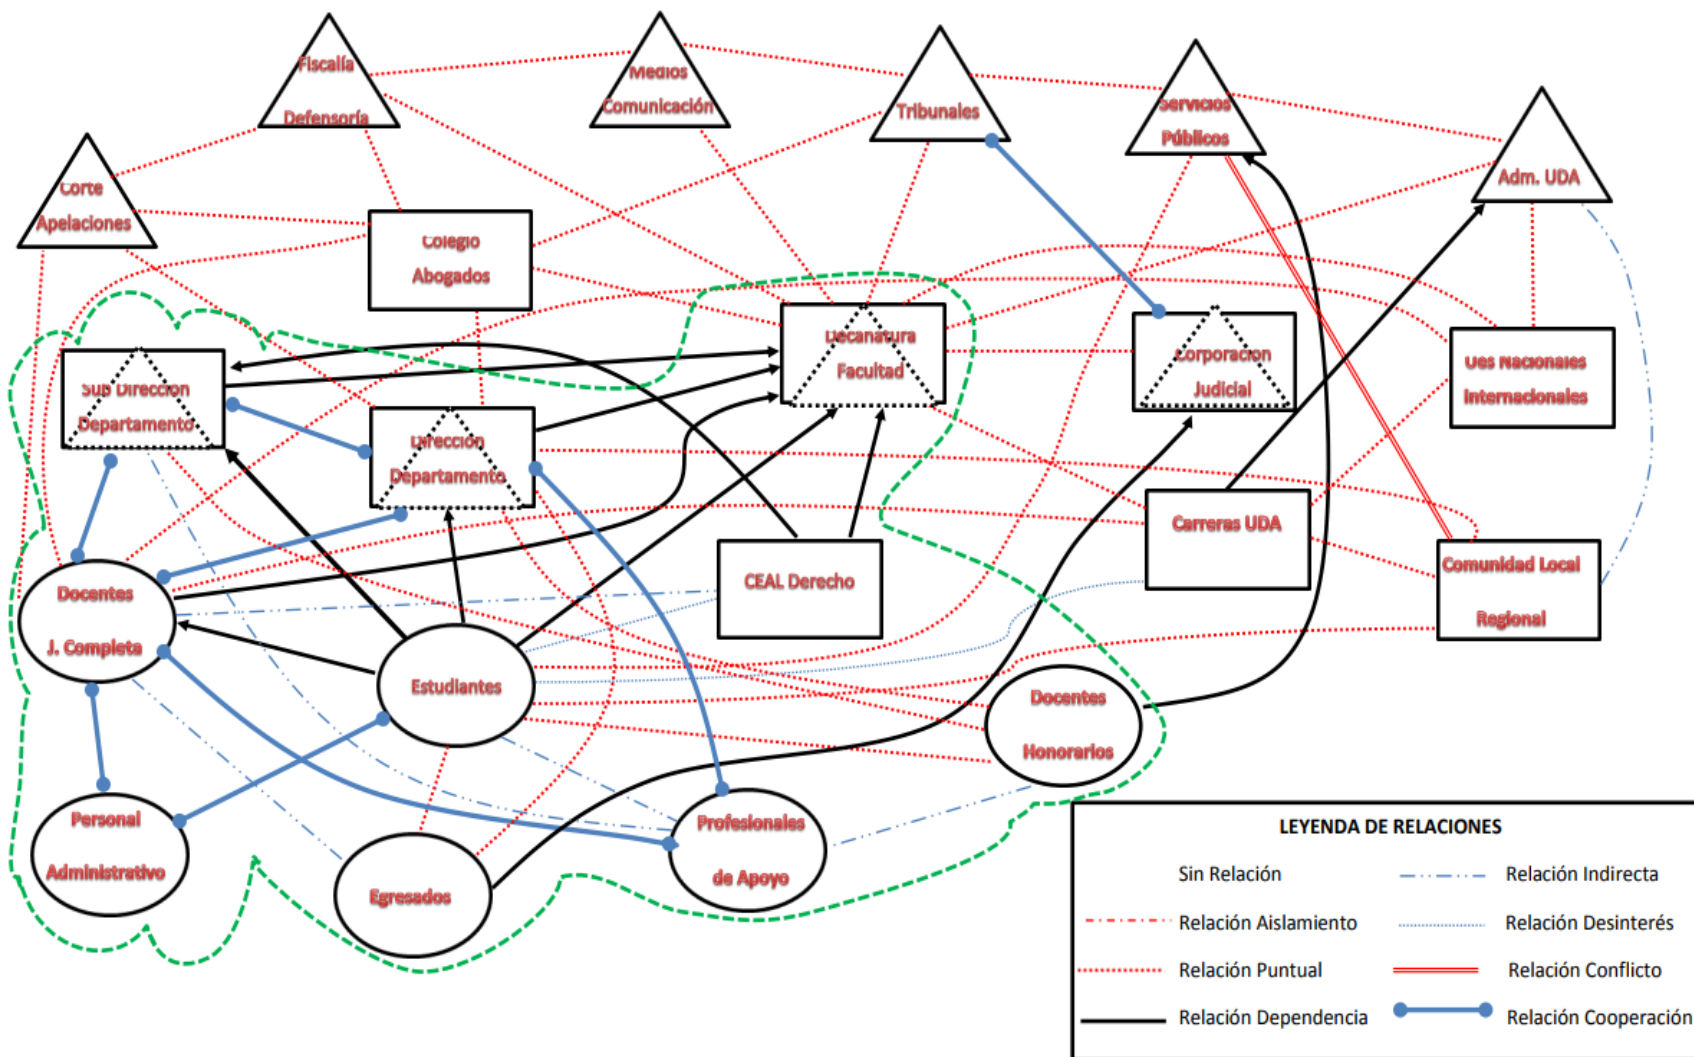 Fiscalía
Defensoría
Medios
Comunicación
Tribunales
Servicios
Públicos
Adm. UDA
Corte
Apelaciones
Colegio
Abogados
Decanatura
Facultad
Corporación
Judicial
Ues Nacionales
Internacionales
Sub Dirección
Departamento
Dirección
Departamento
Carreras UDA
CEAL Derecho
Comunidad Local
Regional
Docentes
J. Completa
Estudiantes
Docentes
Honorarios
Personal
Administrativo
Egresados
Profesionales
de Apoyo
LEYENDA DE RELACIONES
Sin Relación
Relación Indirecta
Relación Aislamiento
Relación Desinterés
Relación Puntual
Relación Conflicto
Relación Dependencia
Relación Cooperación